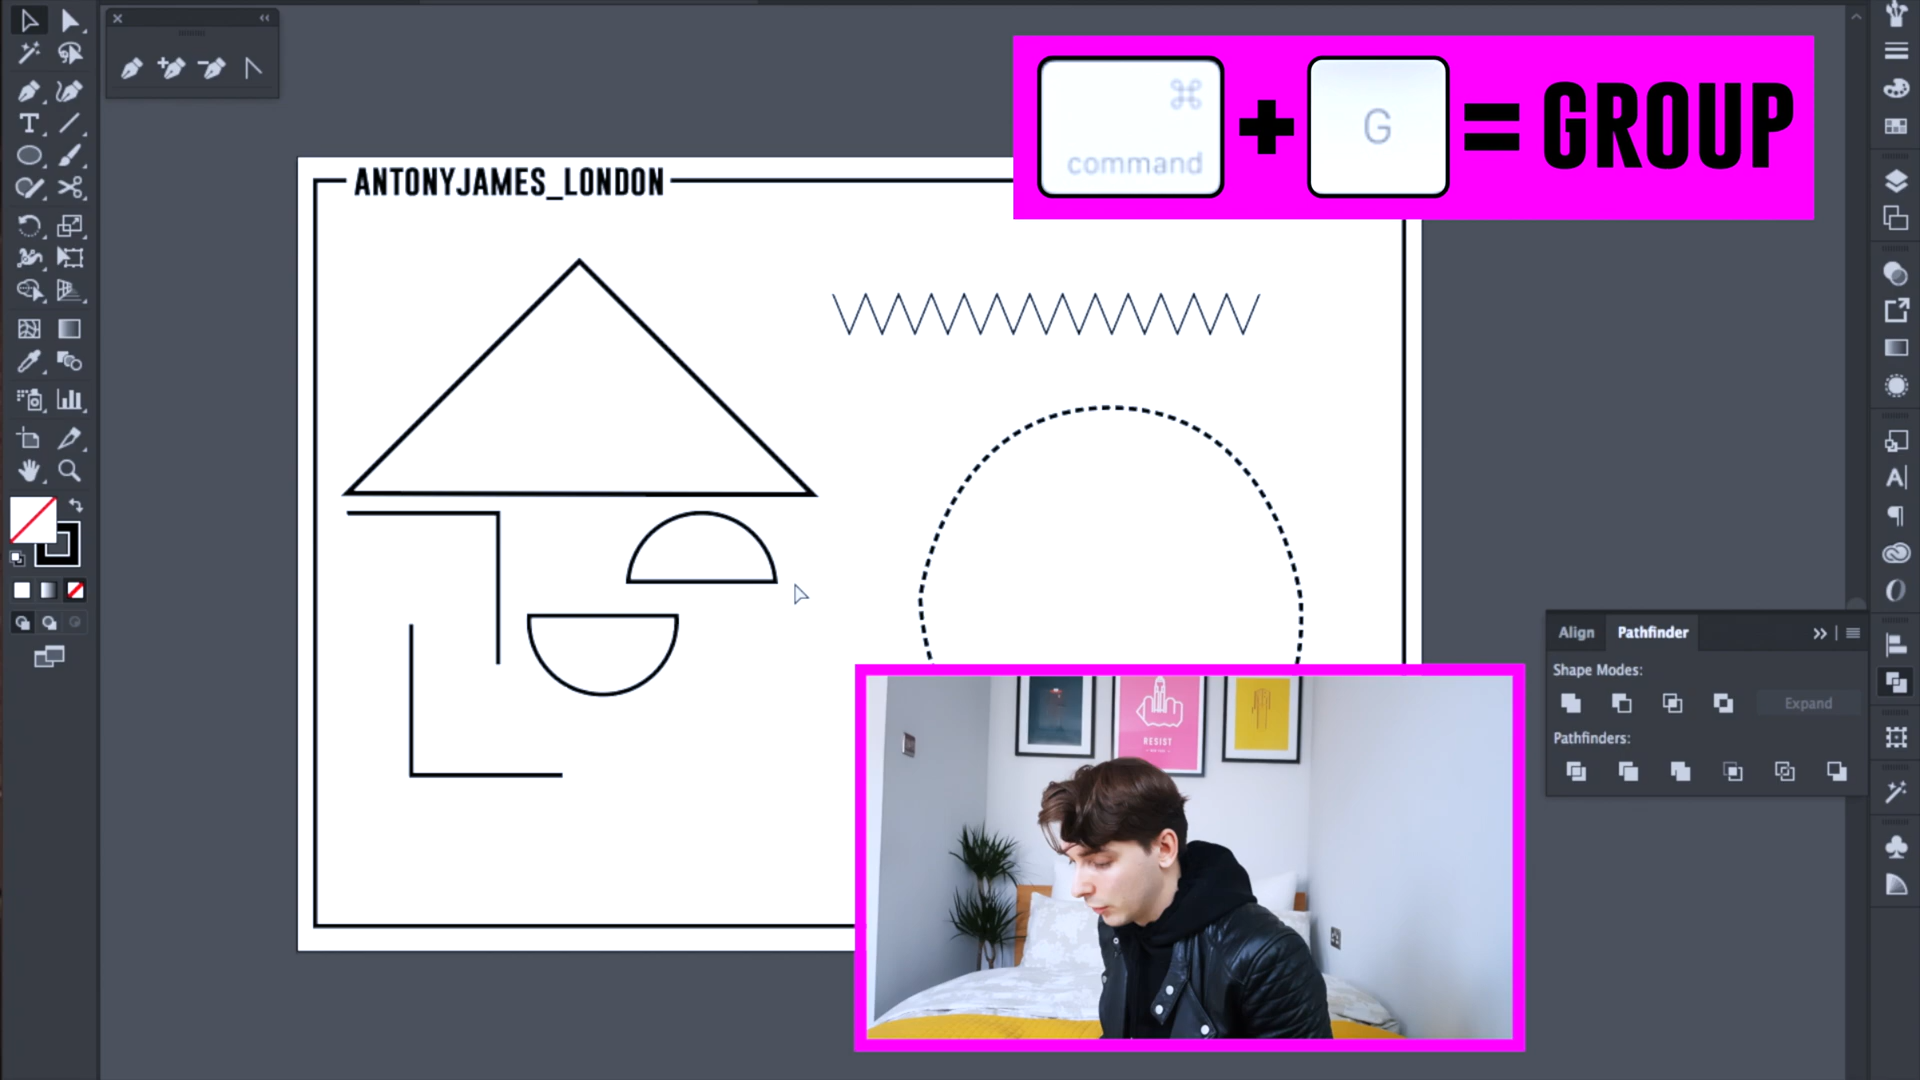 ⌘
command
+
G
= GROUP
ANTONYJAMES_LONDON
Align
Pathfinder
Shape Modes:
Expand
Pathfinders:
RESIST